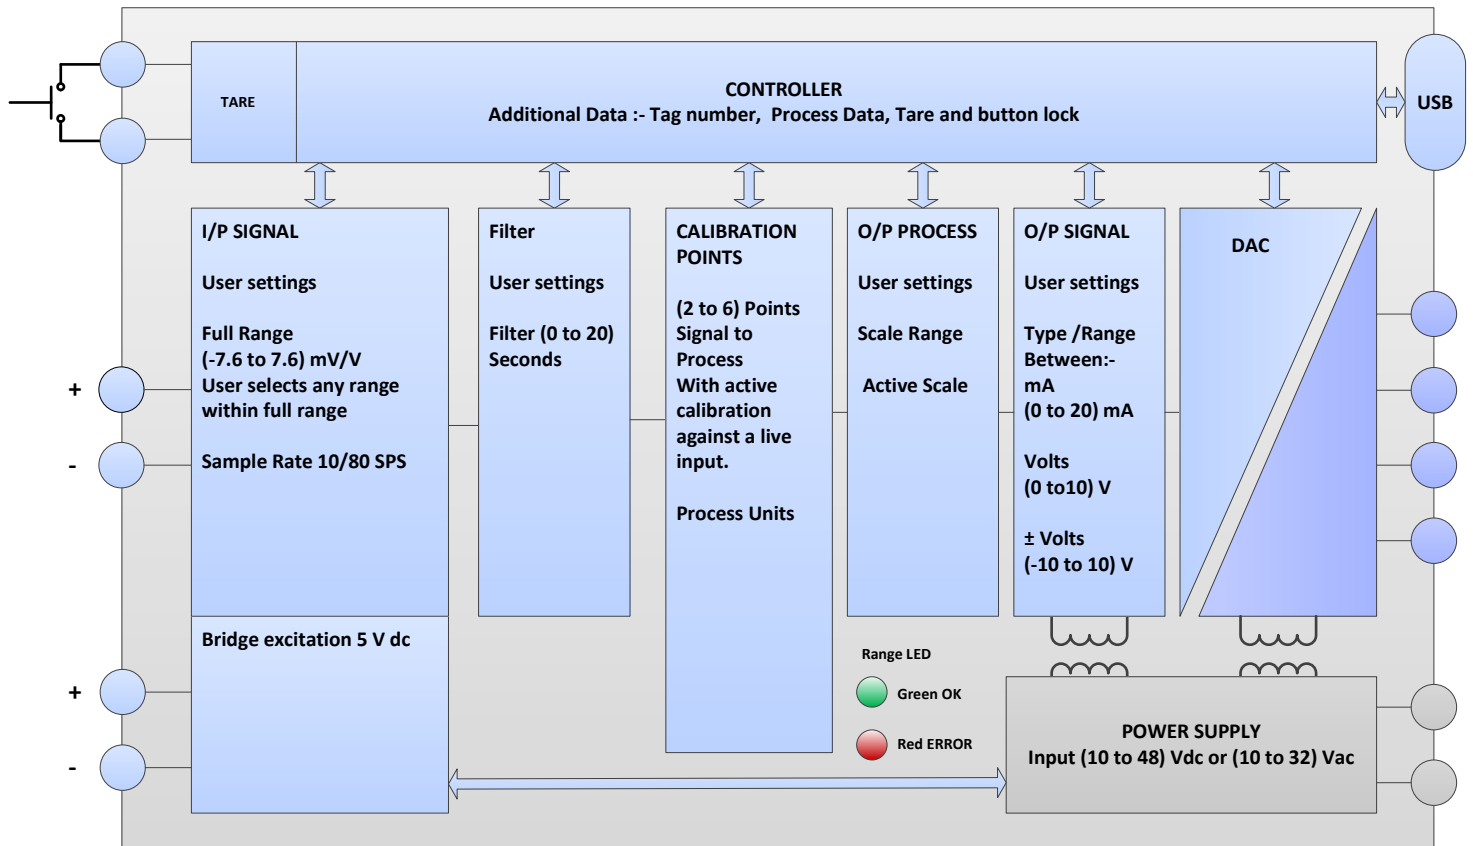 TARE
CONTROLLER
Additional Data :- Tag number, Process Data, Tare and button lock
USB
I/P SIGNAL
User settings
Full Range
(-7.6 to 7.6) mV/V
User selects any range
within full range
Sample Rate 10/80 SPS
Filter
User settings
Filter (0 to 20)
Seconds
CALIBRATION
POINTS
(2 to 6) Points
Signal to
Process
With active
calibration
against a live
input.
Process Units
O/P PROCESS
User settings
Scale Range
Active Scale
O/P SIGNAL
User settings
Type /Range
Between:-
mA
(0 to 20) mA
Volts
(0 to10) V
± Volts
(-10 to 10) V
DAC
+
-
Bridge excitation 5 V dc
+
-
Range LED
Green OK
Red ERROR
POWER SUPPLY
Input (10 to 48) Vdc or (10 to 32) Vac